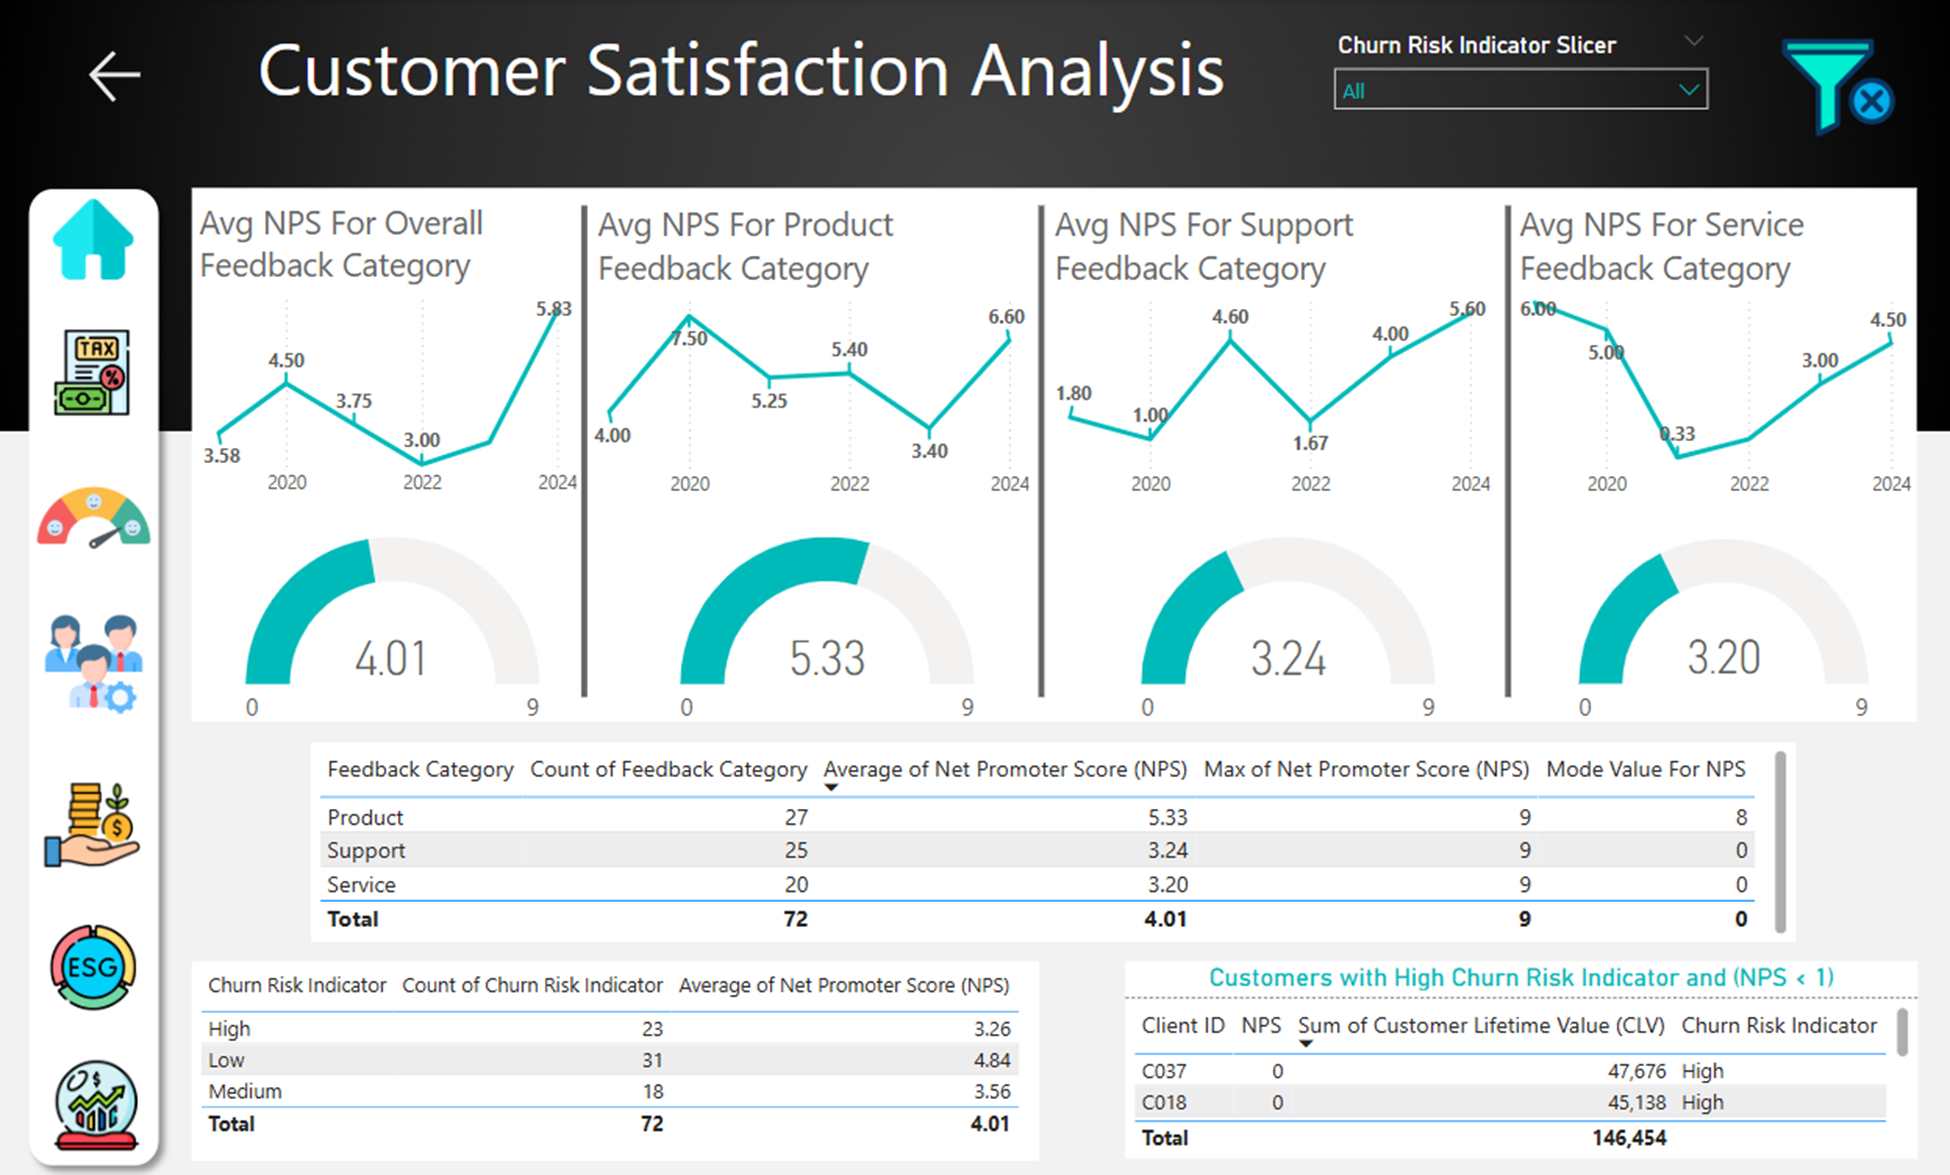 Customer Satisfaction Analysis
Churn Risk Indicator Slicer
All
TAX
%
$
ESG
$
Avg NPS For Overall
Feedback Category
5.83
4.50
3.75
3.00
3.58
2020 2022 2024
4.01
0 9
Avg NPS For Product
Feedback Category
6.60
7.50
5.40
5.25
4.00
3.40
2020 2022 2024
5.33
0 9
Avg NPS For Support
Feedback Category
5.60
4.60
4.00
1.80
1.00
1.67
2020 2022 2024
3.24
0 9
Avg NPS For Service
Feedback Category
6.00
4.50
5.00
3.00
0.33
2020 2022 2024
3.20
0 9
Feedback Category Count of Feedback Category Average of Net Promoter Score (NPS) Max of Net Promoter Score (NPS) Mode Value For NPS
Product 27 5.33 9 8
Support 25 3.24 9 0
Service 20 3.20 9 0
Total 72 4.01 9 0
Churn Risk Indicator Count of Churn Risk Indicator Average of Net Promoter Score (NPS)
High 23 3.26
Low 31 4.84
Medium 18 3.56
Total 72 4.01
Customers with High Churn Risk Indicator and (NPS < 1)
Client ID NPS Sum of Customer Lifetime Value (CLV) Churn Risk Indicator
C037 0 47,676 High
C018 0 45,138 High
Total 146,454